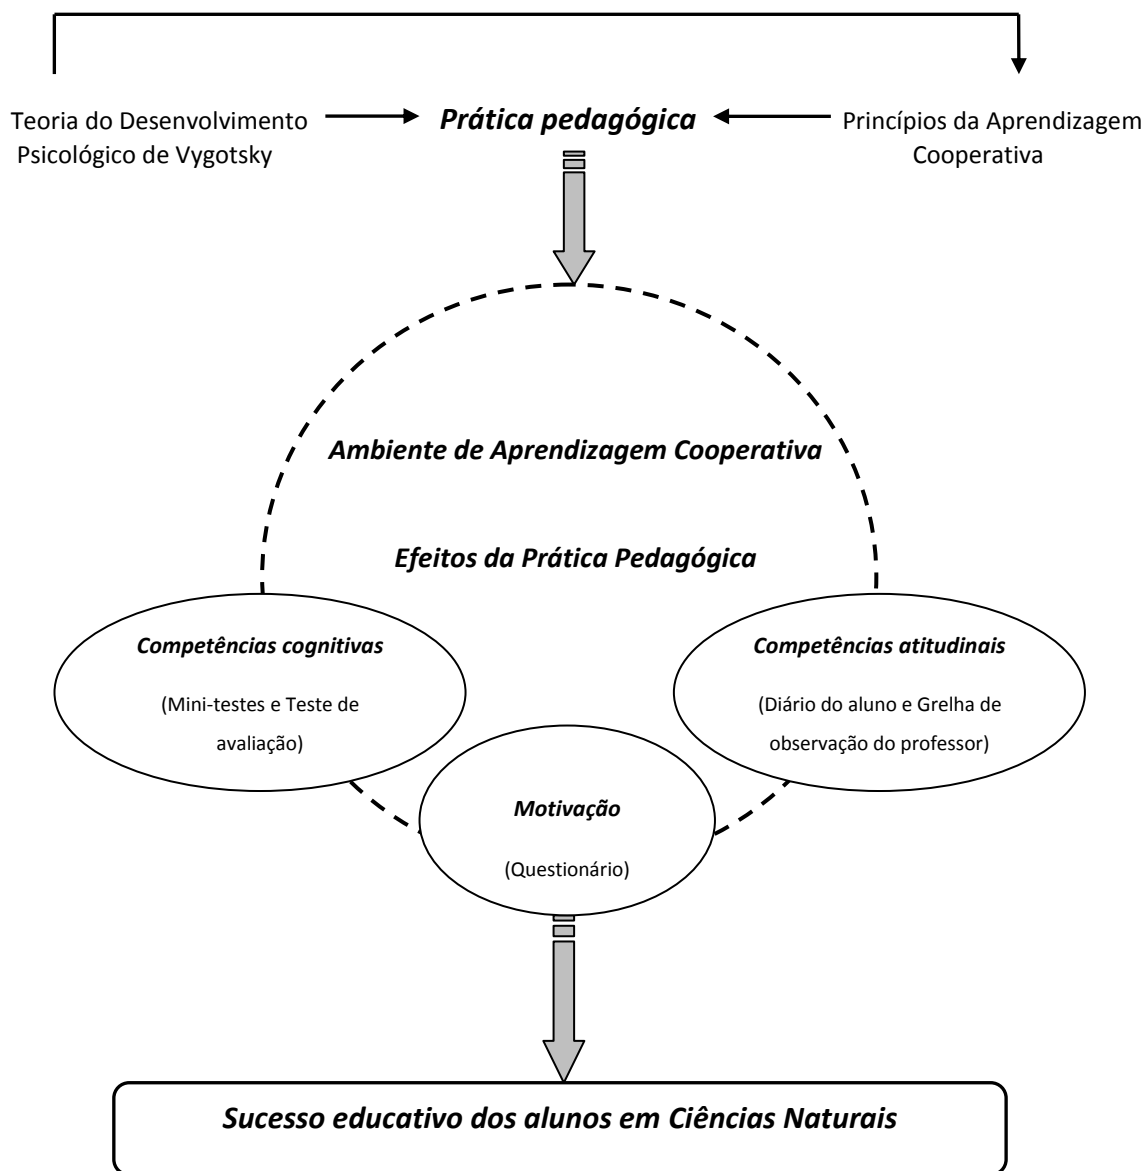 Teoria do Desenvolvimento
Psicológico de Vygotsky
Prática pedagógica
Princípios da Aprendizagem
Cooperativa
Ambiente de Aprendizagem Cooperativa
Efeitos da Prática Pedagógica
Competências cognitivas
(Mini-testes e Teste de
avaliação)
Competências atitudinais
(Diário do aluno e Grelha de
observação do professor)
Motivação
(Questionário)
Sucesso educativo dos alunos em Ciências Naturais